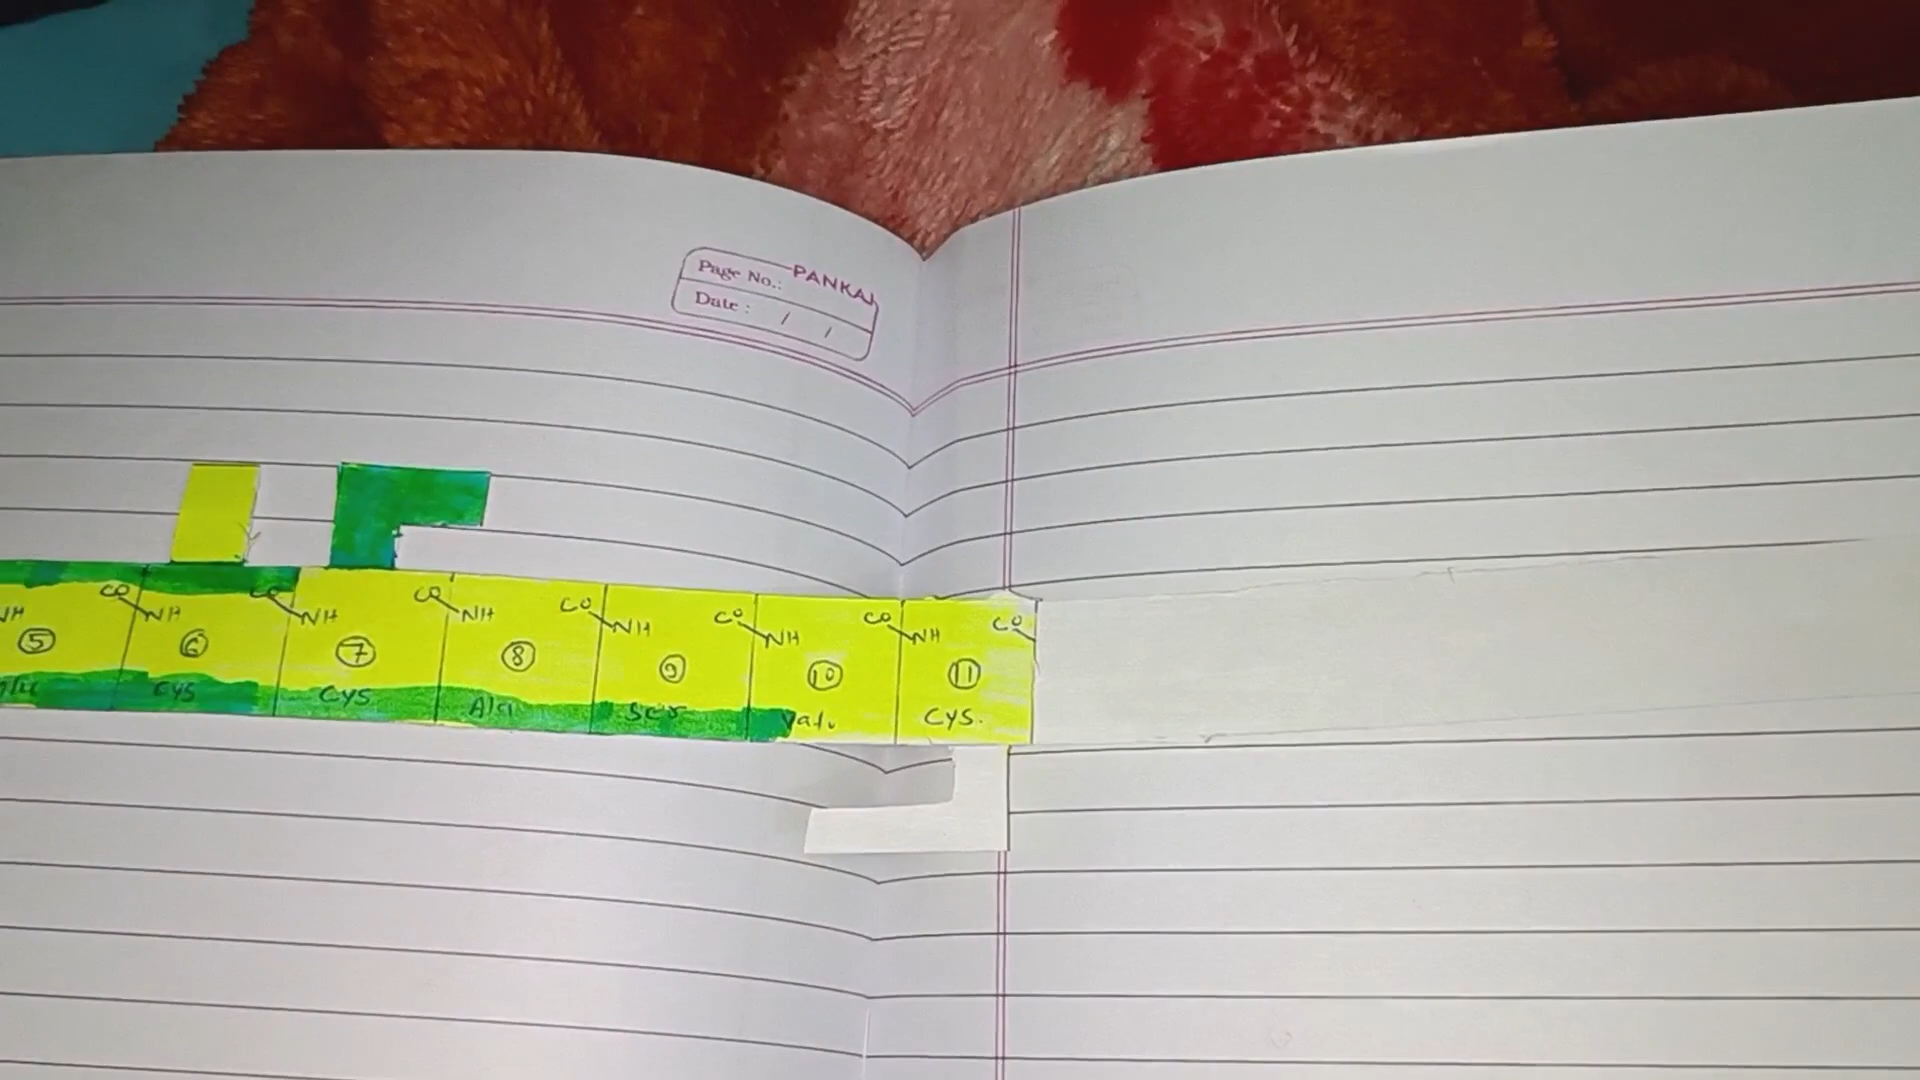 Page No.: PANKAJ
Date : / /
CO CO CO CO CO CO CO
NH NH NH NH NH NH NH
5 6 7 8 9 10 11
Cys Cys Ala Ser Valu Cys.